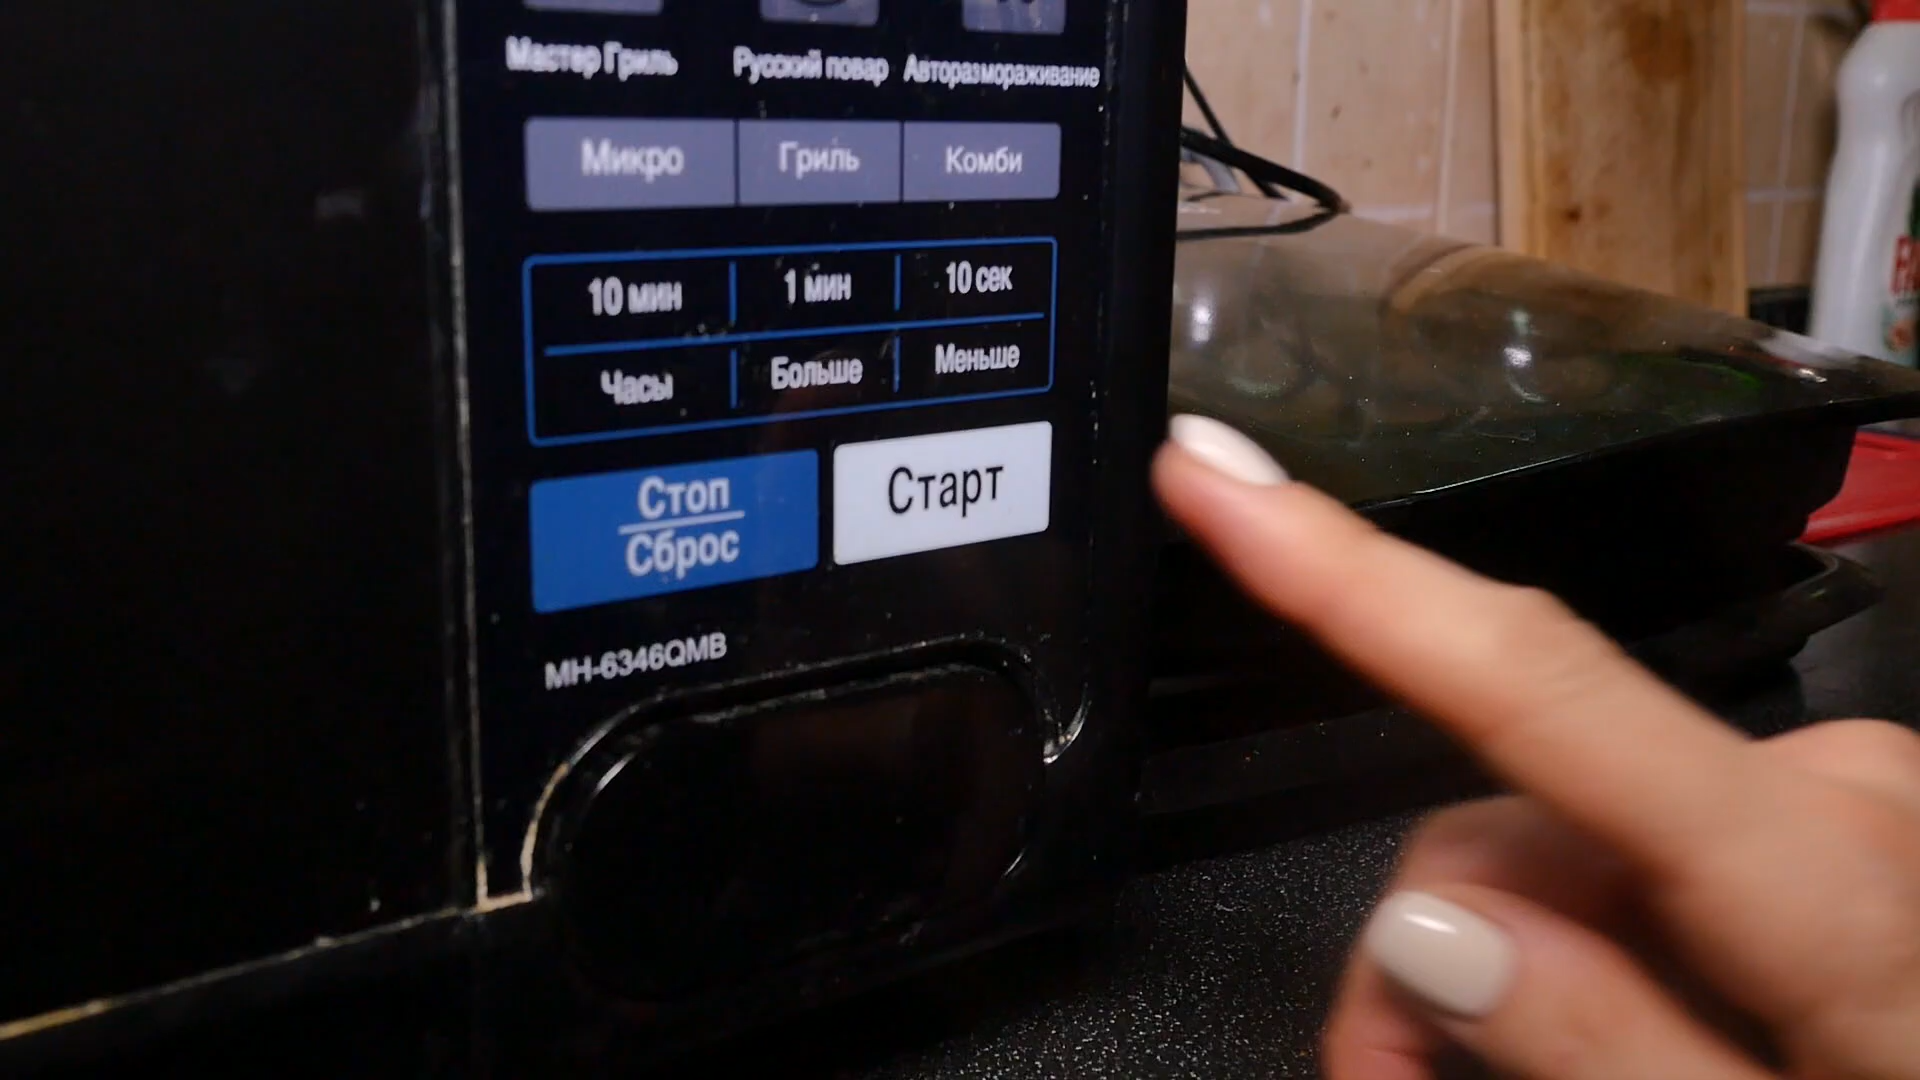 Мастер Гриль Русский повар Авторазмораживание
Микро Гриль Комби
10 мин 1 мин 10 сек
Часы Больше Меньше
Стоп
Сброс
Старт
MH-6346QMB